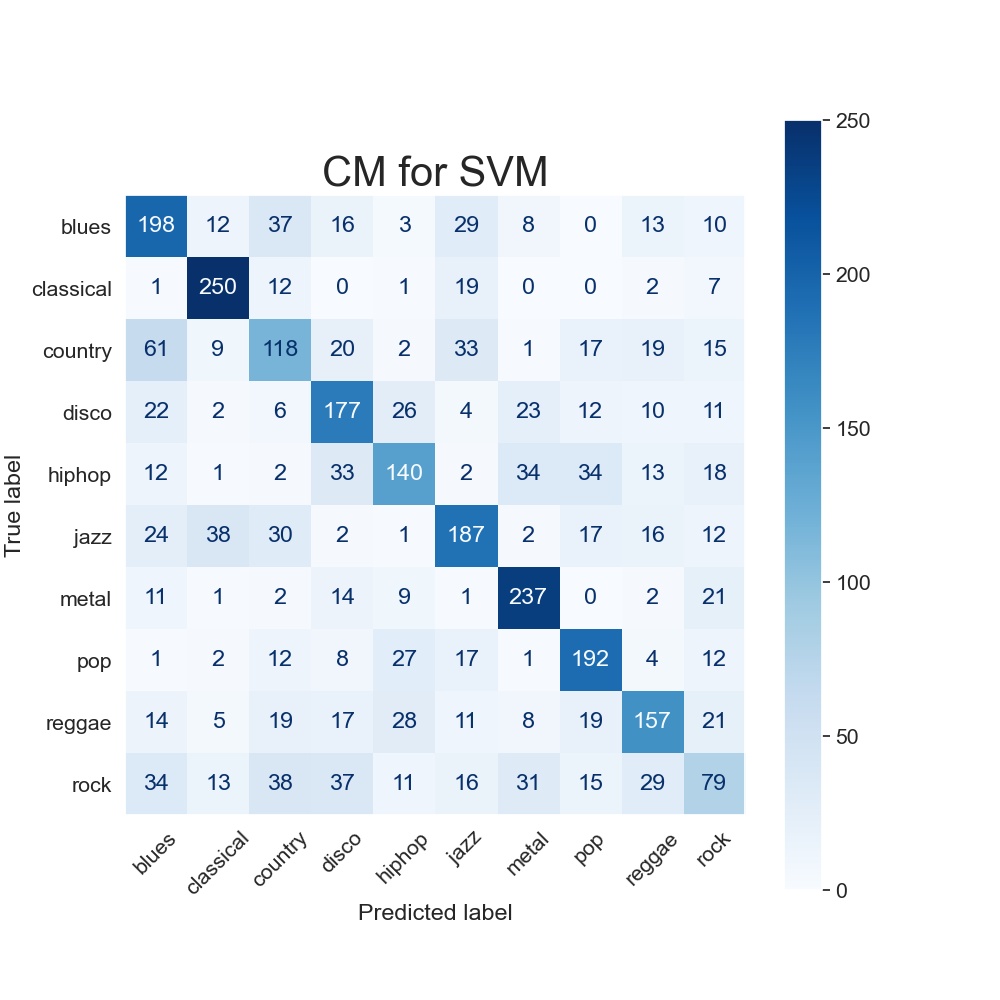 CM for SVM
True label
blues 198 12 37 16 3 29 8 0 13 10
classical 1 250 12 0 1 19 0 0 2 7
country 61 9 118 20 2 33 1 17 19 15
disco 22 2 6 177 26 4 23 12 10 11
hiphop 12 1 2 33 140 2 34 34 13 18
jazz 24 38 30 2 1 187 2 17 16 12
metal 11 1 2 14 9 1 237 0 2 21
pop 1 2 12 8 27 17 1 192 4 12
reggae 14 5 19 17 28 11 8 19 157 21
rock 34 13 38 37 11 16 31 15 29 79
blues classical country disco hiphop jazz metal pop reggae rock
Predicted label
250
200
150
100
50
0